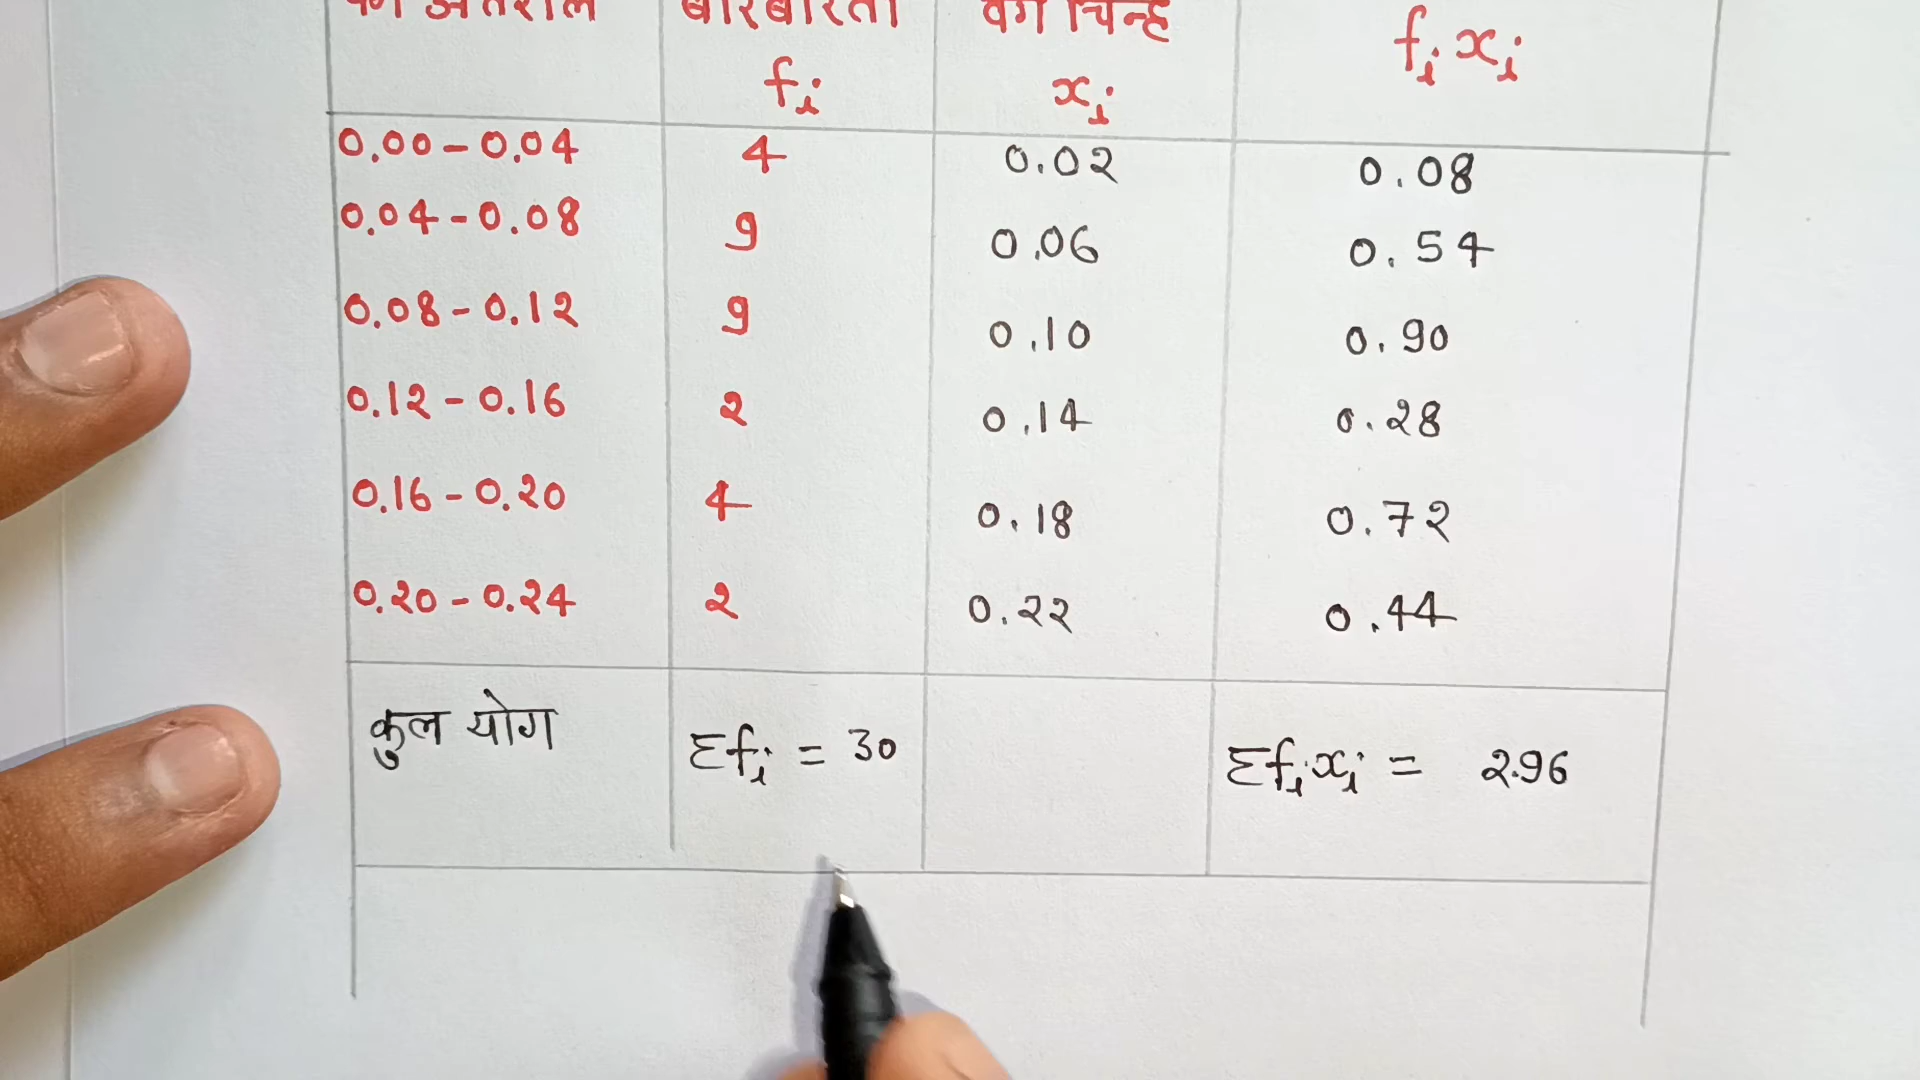 बारंबारता वर्ग चिन्ह
fᵢ xᵢ fᵢxᵢ
0.00-0.04 4 0.02 0.08
0.04-0.08 9 0.06 0.54
0.08-0.12 9 0.10 0.90
0.12-0.16 2 0.14 0.28
0.16-0.20 4 0.18 0.72
0.20-0.24 2 0.22 0.44
कुल योग Σfᵢ = 30 Σfᵢxᵢ = 2.96